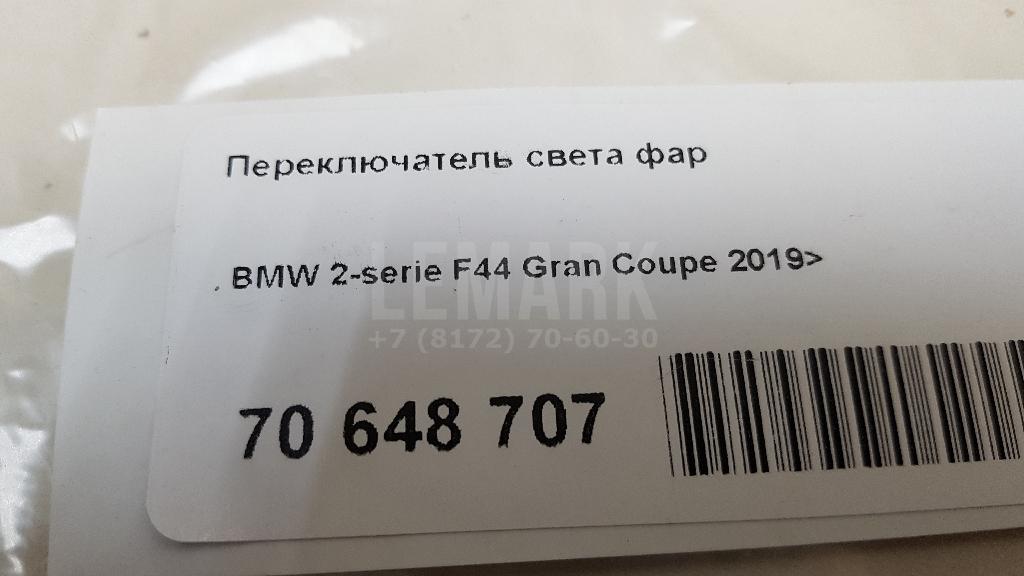 Переключатель света фар
. BMW 2-serie F44 Gran Coupe 2019>
LEMARK
+7 (8172) 70-60-30
70 648 707